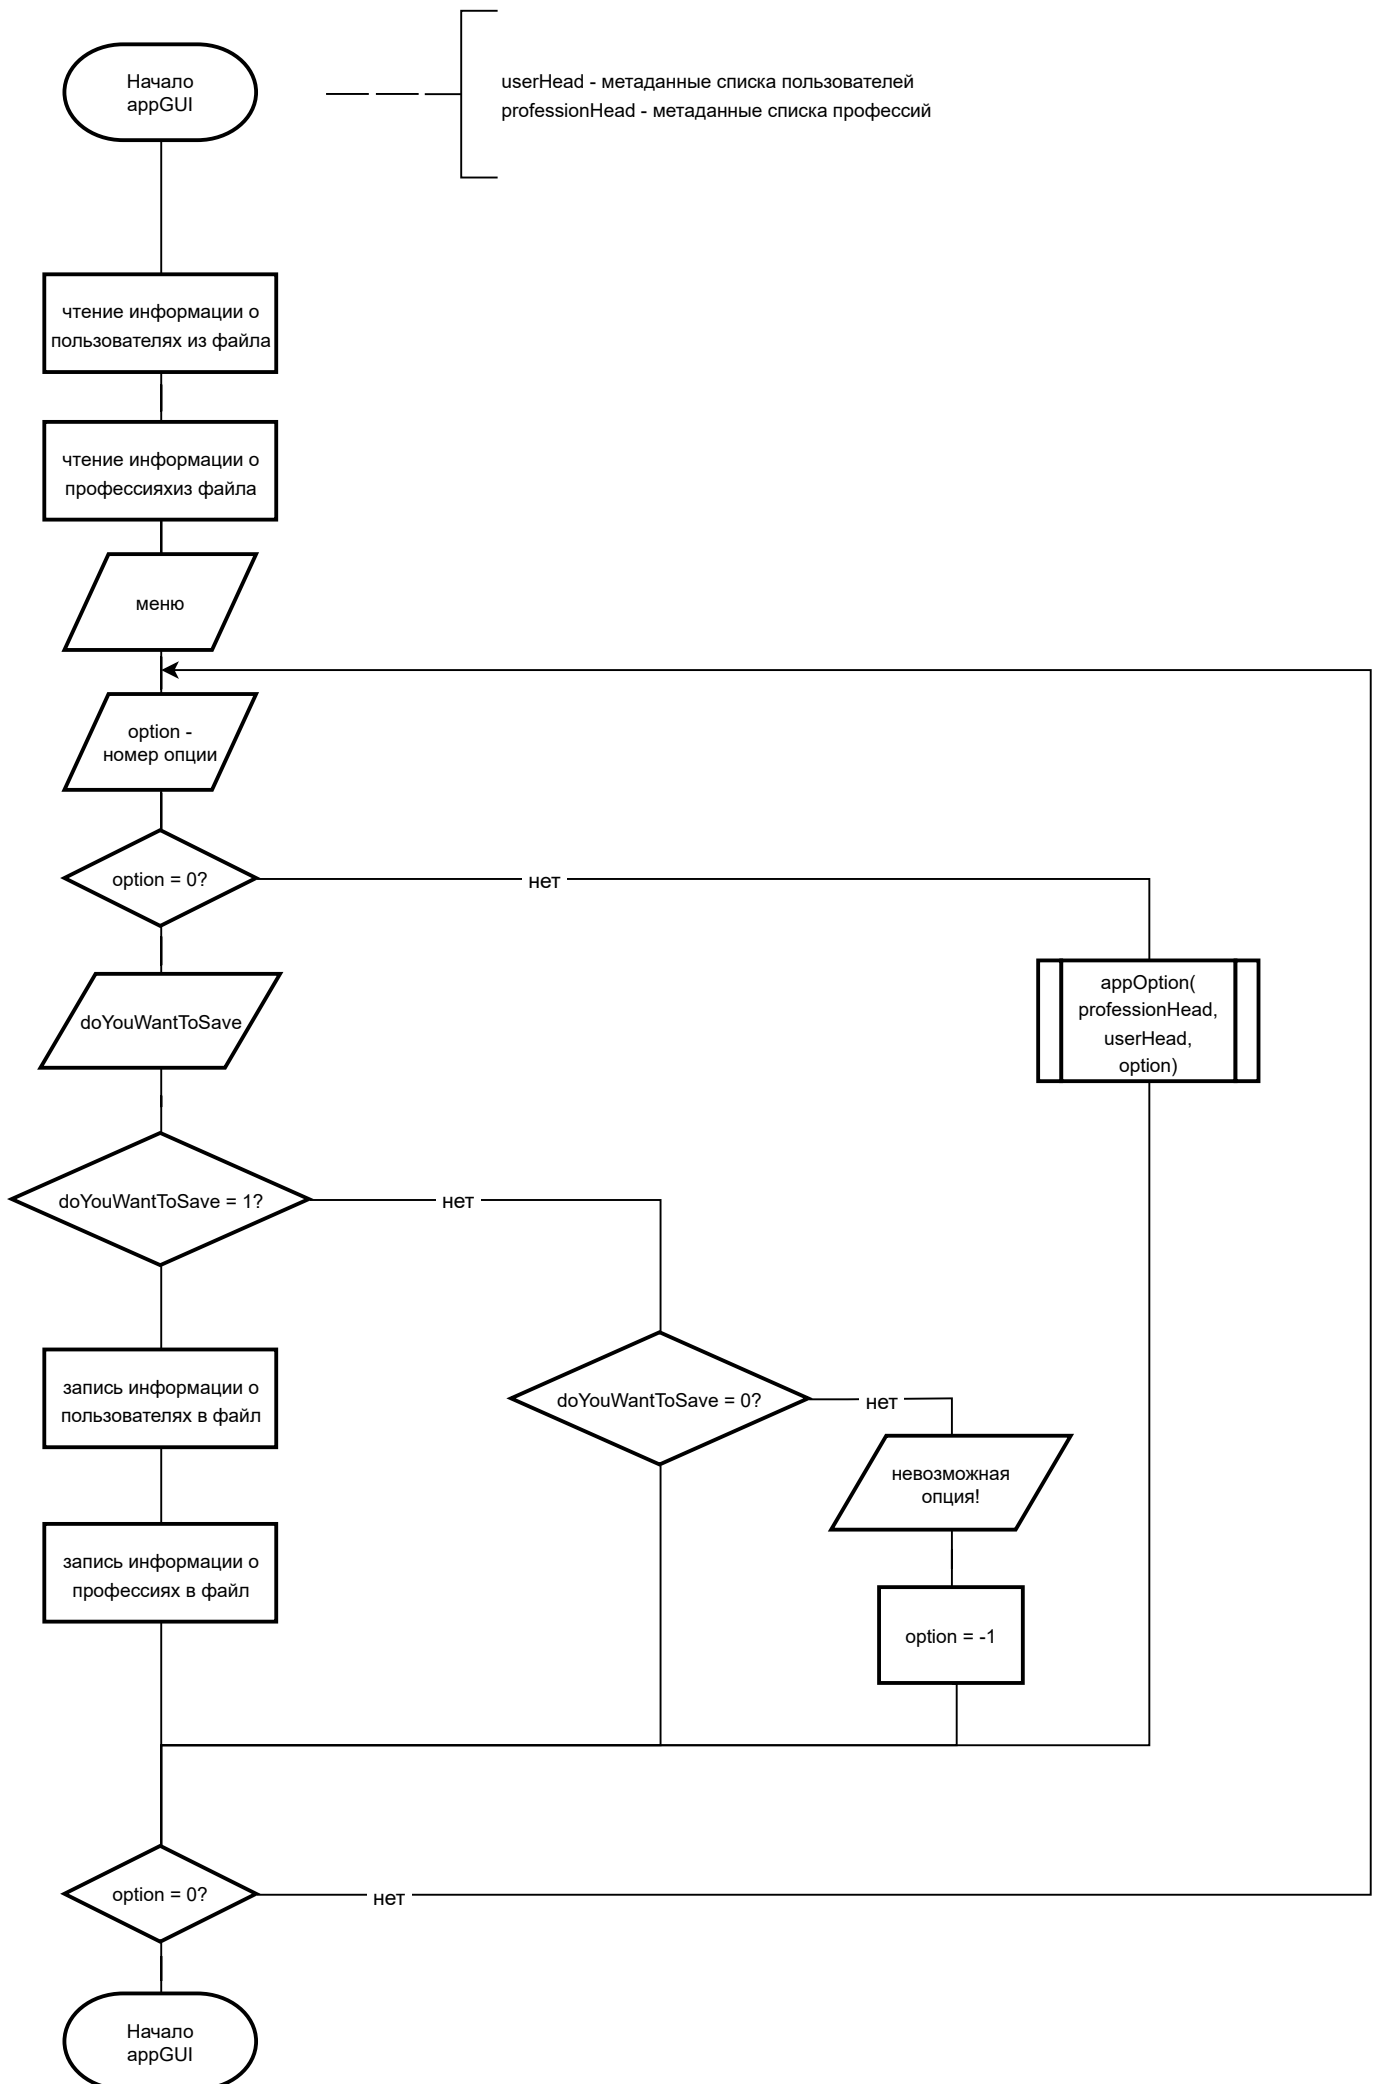 Начало
appGUI
userHead - метаданные списка пользователей
professionHead - метаданные списка профессий
чтение информации о
пользователях из файла
чтение информации о
профессияхиз файла
меню
option -
номер опции
option = 0?
нет
doYouWantToSave
appOption(
professionHead,
userHead,
option)
doYouWantToSave = 1?
нет
doYouWantToSave = 0?
нет
запись информации о
пользователях в файл
невозможная
опция!
запись информации о
профессиях в файл
option = -1
option = 0?
нет
Начало
appGUI